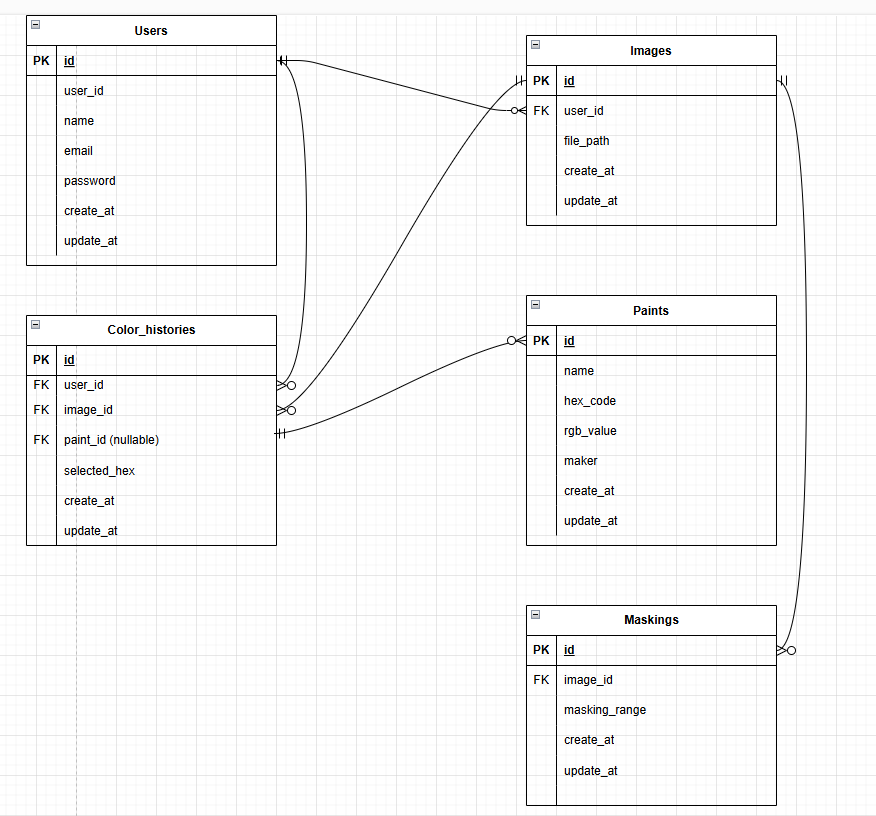 Users
PK id
user_id
name
email
password
create_at
update_at
Images
PK id
FK user_id
file_path
create_at
update_at
Color_histories
PK id
FK user_id
FK image_id
FK paint_id (nullable)
selected_hex
create_at
update_at
Paints
PK id
name
hex_code
rgb_value
maker
create_at
update_at
Maskings
PK id
FK image_id
masking_range
create_at
update_at